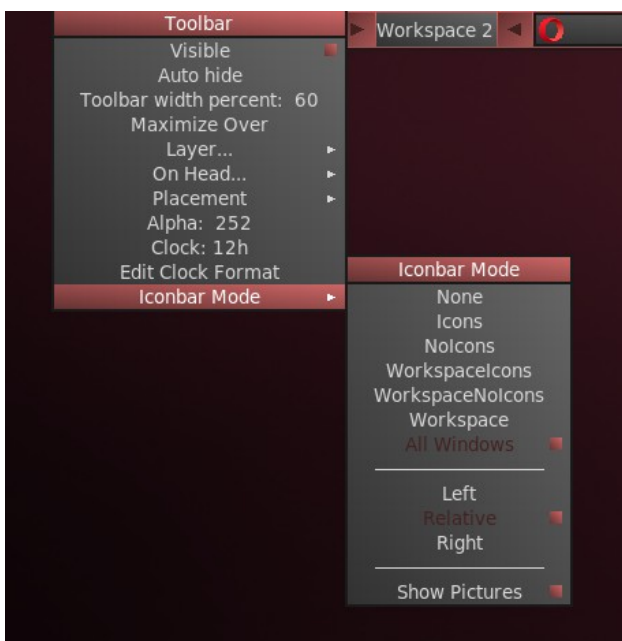 Toolbar
Workspace 2
Visible
Auto hide
Toolbar width percent: 60
Maximize Over
Layer...
On Head...
Placement
Alpha: 252
Clock: 12h
Edit Clock Format
Iconbar Mode
Iconbar Mode
None
Icons
NoIcons
WorkspaceIcons
WorkspaceNoIcons
Workspace
All Windows
Left
Relative
Right
Show Pictures